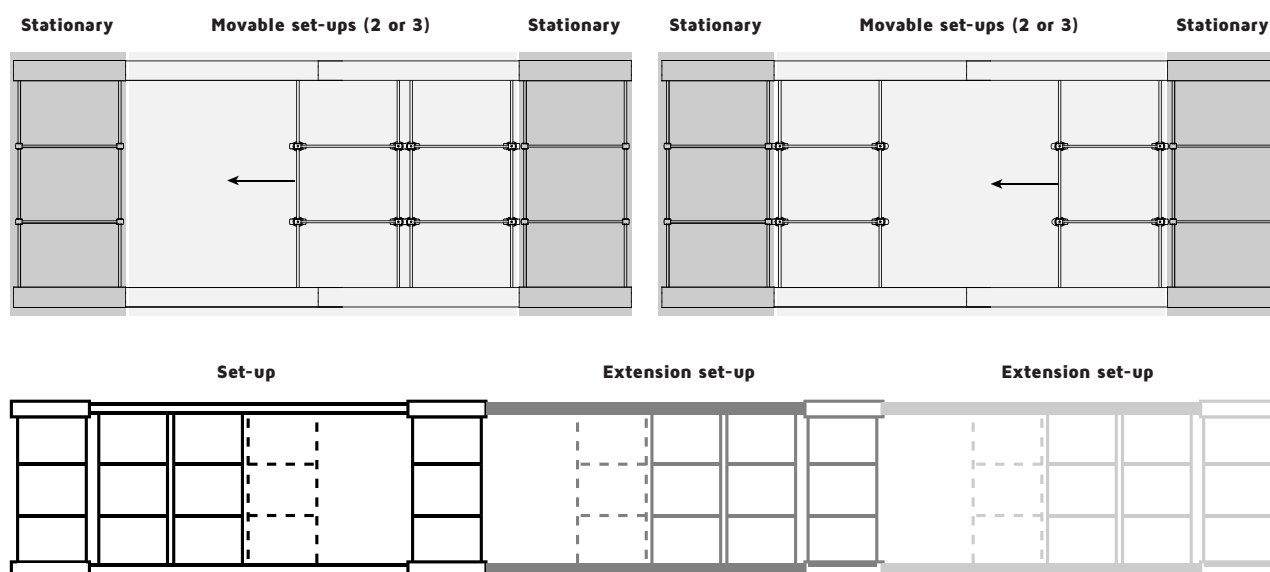 Stationary Movable set-ups (2 or 3) Stationary Stationary Movable set-ups (2 or 3) Stationary
Set-up Extension set-up Extension set-up